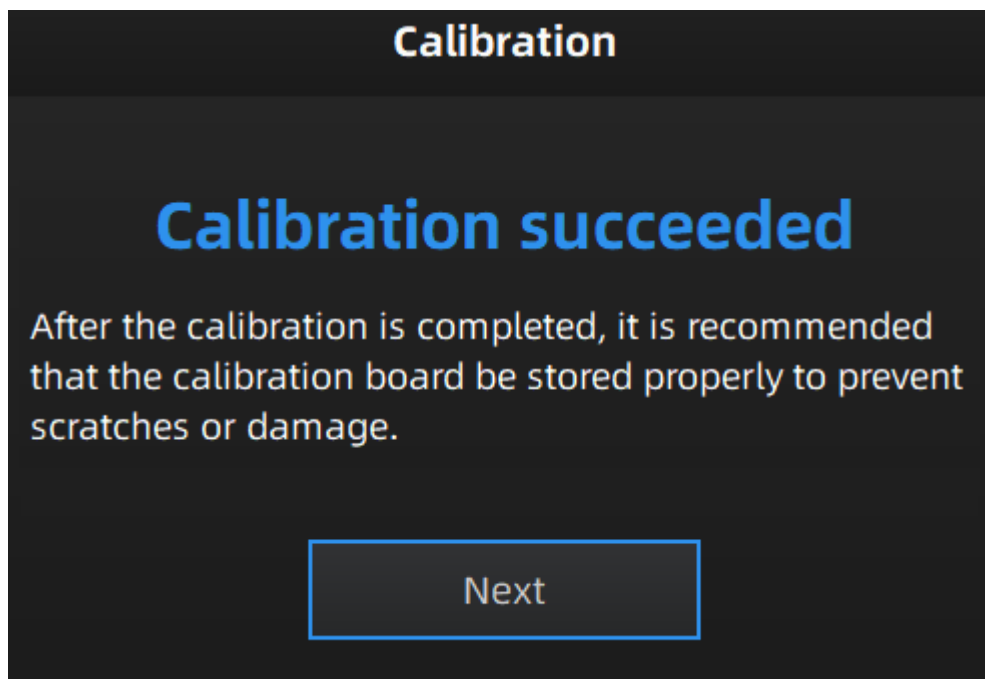 Calibration
Calibration succeeded
After the calibration is completed, it is recommended
that the calibration board be stored properly to prevent
scratches or damage.
Next